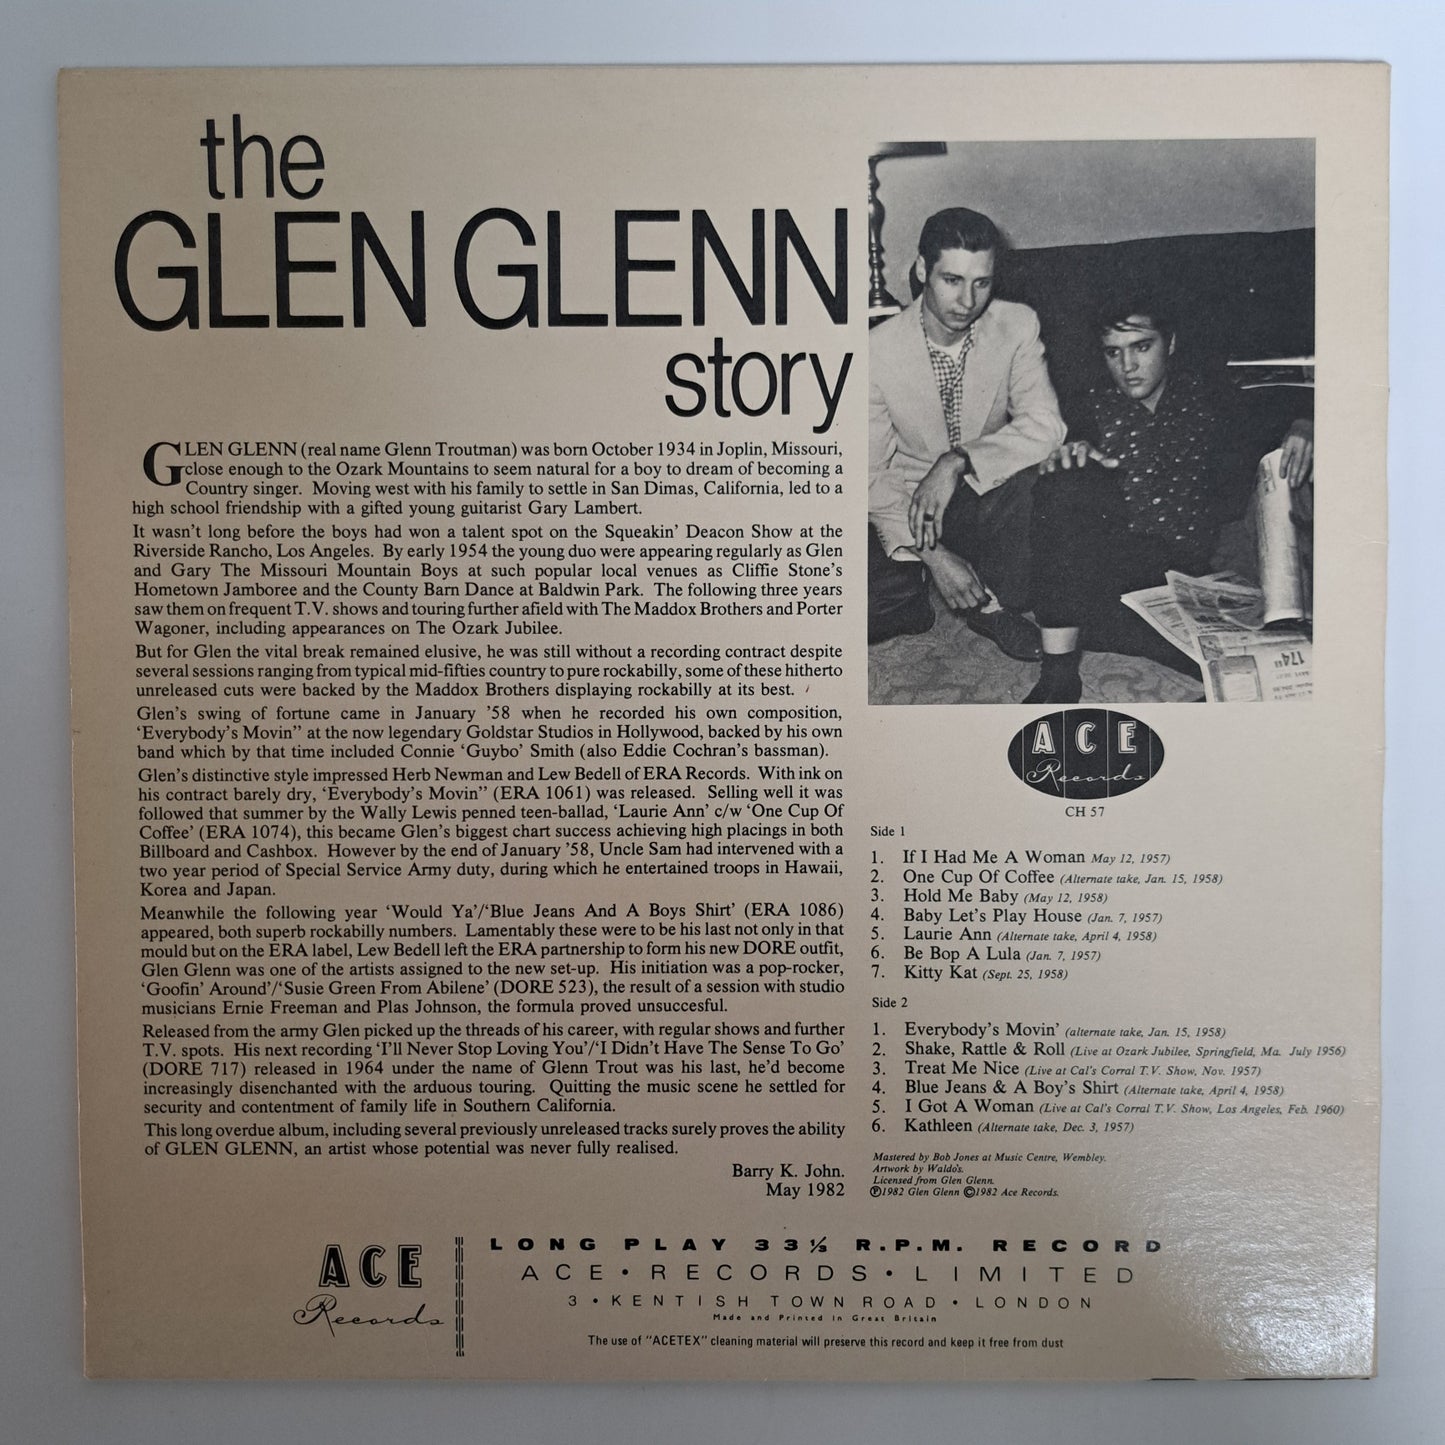 the
GLEN GLENN
story
GLEN GLENN (real name Glenn Troutman) was born October 1934 in Joplin, Missouri,
close enough to the Ozark Mountains to seem natural for a boy to dream of becoming a
Country singer. Moving west with his family to settle in San Dimas, California, led to a
high school friendship with a gifted young guitarist Gary Lambert.
It wasn't long before the boys had won a talent spot on the Squeakin' Deacon Show at the
Riverside Rancho, Los Angeles. By early 1954 the young duo were appearing regularly as Glen
and Gary The Missouri Mountain Boys at such popular local venues as Cliffie Stone's
Hometown Jamboree and the County Barn Dance at Baldwin Park. The following three years
saw them on frequent T.V. shows and touring further afield with The Maddox Brothers and Porter
Wagoner, including appearances on The Ozark Jubilee.
But for Glen the vital break remained elusive, he was still without a recording contract despite
several sessions ranging from typical mid-fifties country to pure rockabilly, some of these hitherto
unreleased cuts were backed by the Maddox Brothers displaying rockabilly at its best.
Glen's swing of fortune came in January '58 when he recorded his own composition,
'Everybody's Movin'' at the now legendary Goldstar Studios in Hollywood, backed by his own
band which by that time included Connie 'Guybo' Smith (also Eddie Cochran's bassman).
Glen's distinctive style impressed Herb Newman and Lew Bedell of ERA Records. With ink on
his contract barely dry, 'Everybody's Movin'' (ERA 1061) was released. Selling well it was
followed that summer by the Wally Lewis penned teen-ballad, 'Laurie Ann' c/w 'One Cup Of
Coffee' (ERA 1074), this became Glen's biggest chart success achieving high placings in both
Billboard and Cashbox. However by the end of January '58, Uncle Sam had intervened with a
two year period of Special Service Army duty, during which he entertained troops in Hawaii,
Korea and Japan.
Meanwhile the following year 'Would Ya'/'Blue Jeans And A Boys Shirt' (ERA 1086)
appeared, both superb rockabilly numbers. Lamentably these were to be his last not only in that
mould but on the ERA label, Lew Bedell left the ERA partnership to form his new DORE outfit,
Glen Glenn was one of the artists assigned to the new set-up. His initiation was a pop-rocker,
'Goofin' Around'/'Susie Green From Abilene' (DORE 523), the result of a session with studio
musicians Ernie Freeman and Plas Johnson, the formula proved unsuccesful.
Released from the army Glen picked up the threads of his career, with regular shows and further
T.V. spots. His next recording 'I'll Never Stop Loving You'/'I Didn't Have The Sense To Go'
(DORE 717) released in 1964 under the name of Glenn Trout was his last, he'd become
increasingly disenchanted with the arduous touring. Quitting the music scene he settled for
security and contentment of family life in Southern California.
This long overdue album, including several previously unreleased tracks surely proves the ability
of GLEN GLENN, an artist whose potential was never fully realised.
Barry K. John.
May 1982
174"
ACE
Records
CH 57
Side 1
1. If I Had Me A Woman May 12, 1957)
2. One Cup Of Coffee (Alternate take, Jan. 15, 1958)
3. Hold Me Baby (May 12, 1958)
4. Baby Let's Play House (Jan. 7, 1957)
5. Laurie Ann (Alternate take, April 4, 1958)
6. Be Bop A Lula (Jan. 7, 1957)
7. Kitty Kat (Sept. 25, 1958)
Side 2
1. Everybody's Movin' (alternate take, Jan. 15, 1958)
2. Shake, Rattle & Roll (Live at Ozark Jubilee, Springfield, Ma. July 1956)
3. Treat Me Nice (Live at Cal's Corral T.V. Show, Nov. 1957)
4. Blue Jeans & A Boy's Shirt (Alternate take, April 4, 1958)
5. I Got A Woman (Live at Cal's Corral T.V. Show, Los Angeles, Feb. 1960)
6. Kathleen (Alternate take, Dec. 3, 1957)
Mastered by Bob Jones at Music Centre, Wembley.
Artwork by Waldo's.
Licensed from Glen Glenn.
℗1982 Glen Glenn ©1982 Ace Records.
ACE
Records
LONG PLAY 33⅓ R.P.M. RECORD
ACE • RECORDS • LIMITED
3 • KENTISH TOWN ROAD • LONDON
Made and Printed in Great Britain
The use of "ACETEX" cleaning material will preserve this record and keep it free from dust